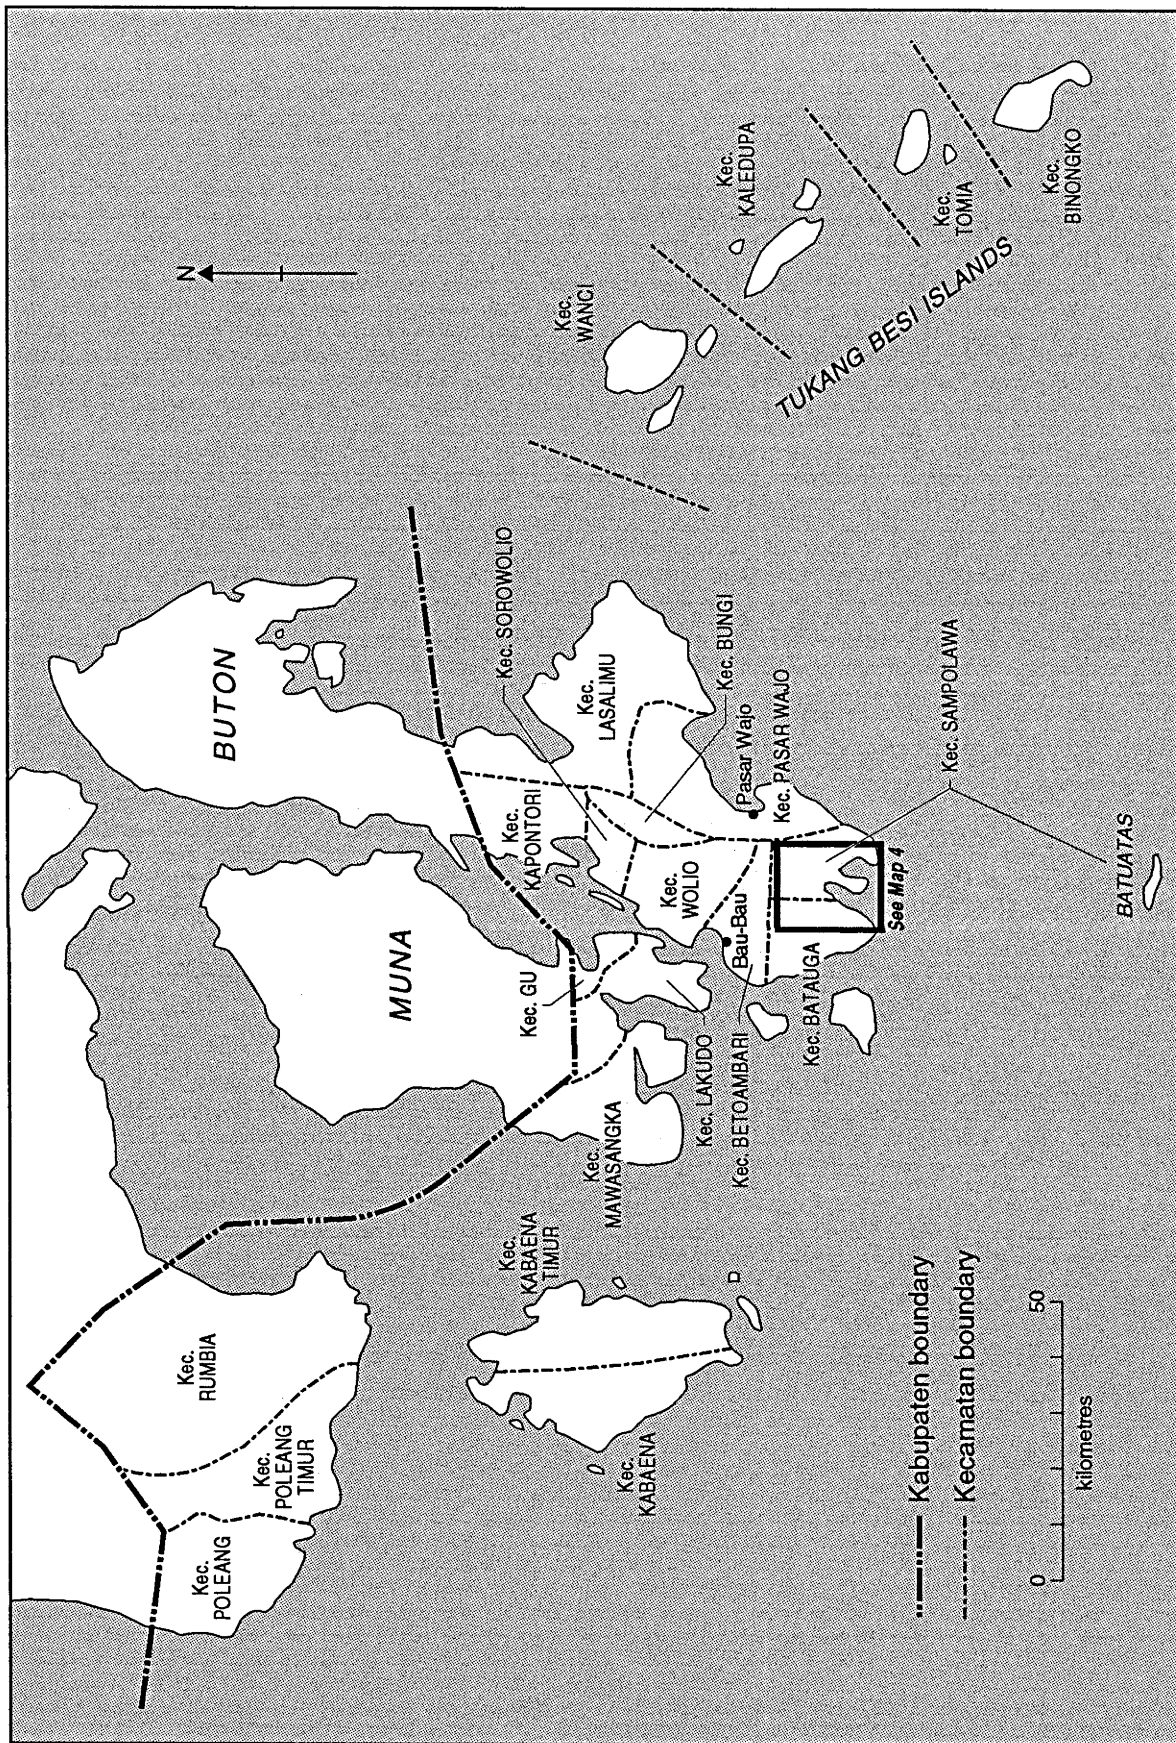 N
BUTON
MUNA
Kec.
RUMBIA
Kec.
POLEANG
TIMUR
Kec.
POLEANG
Kec.
KABAENA
TIMUR
Kec.
KABAENA
Kec.
MAWASANGKA
Kec. GU
Kec. LAKUDO
Kec. BETOAMBARI
Kec.
KAPONTORI
Kec. SOROWOLIO
Kec.
LASALIMU
Kec. BUNGI
Kec.
WOLIO
Bau-Bau
Pasar Wajo
Kec. PASAR WAJO
Kec. BATAUGA
See Map 4
Kec. SAMPOLAWA
BATUATAS
Kec.
WANCI
Kec.
KALEDUPA
Kec.
TOMIA
Kec.
BINONGKO
TUKANG BESI ISLANDS
Kabupaten boundary
Kecamatan boundary
0 50
kilometres